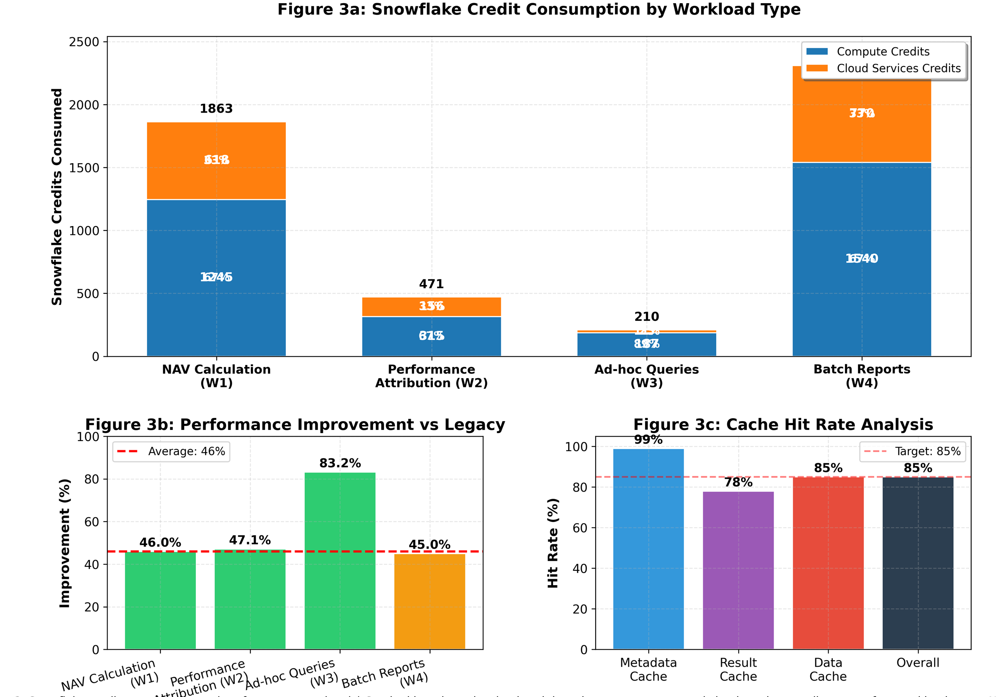 Figure 3a: Snowflake Credit Consumption by Workload Type
Snowflake Credits Consumed
2500
2000
1500
1000
500
0
Compute Credits
Cloud Services Credits
1863
471
210
NAV Calculation
(W1)
Performance
Attribution (W2)
Ad-hoc Queries
(W3)
Batch Reports
(W4)
Figure 3b: Performance Improvement vs Legacy
Improvement (%)
100
80
60
40
20
0
Average: 46%
46.0%
47.1%
83.2%
45.0%
NAV Calculation
(W1)
Performance
Attribution (W2)
Ad-hoc Queries
(W3)
Batch Reports
(W4)
Figure 3c: Cache Hit Rate Analysis
Hit Rate (%)
100
80
60
40
20
0
Target: 85%
99%
78%
85%
85%
Metadata
Cache
Result
Cache
Data
Cache
Overall